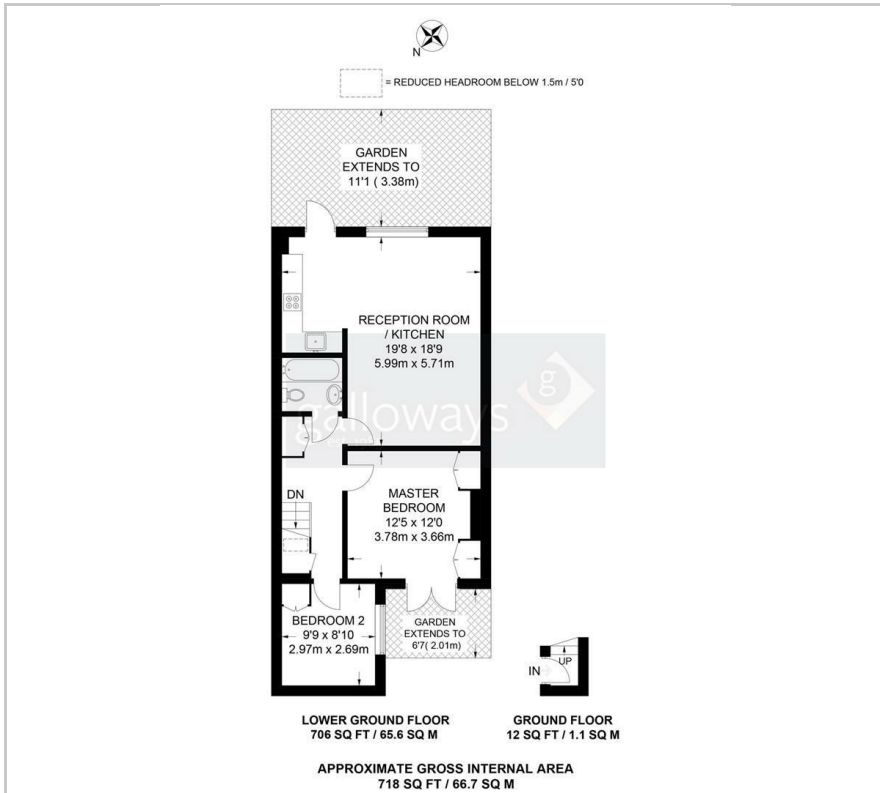 N
= REDUCED HEADROOM BELOW 1.5m / 5'0
GARDEN
EXTENDS TO
11'1 ( 3.38m)
RECEPTION ROOM
/ KITCHEN
19'8 x 18'9
5.99m x 5.71m
g
galloways
DN
MASTER
BEDROOM
12'5 x 12'0
3.78m x 3.66m
BEDROOM 2
9'9 x 8'10
2.97m x 2.69m
GARDEN
EXTENDS TO
6'7( 2.01m)
IN
UP
LOWER GROUND FLOOR
706 SQ FT / 65.6 SQ M
GROUND FLOOR
12 SQ FT / 1.1 SQ M
APPROXIMATE GROSS INTERNAL AREA
718 SQ FT / 66.7 SQ M